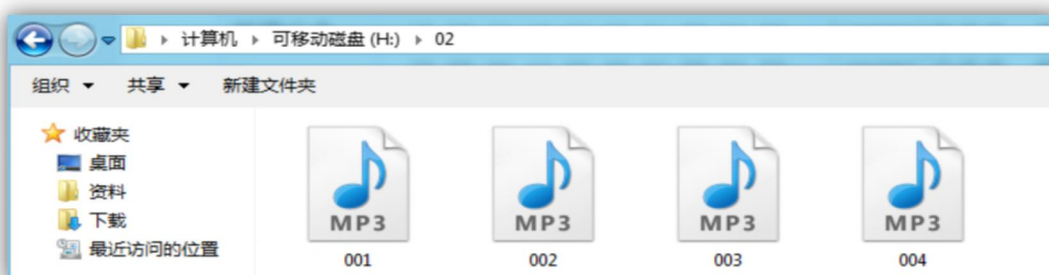 计算机 ▸ 可移动磁盘 (H:) ▸ 02
组织 ▼ 共享 ▼ 新建文件夹
收藏夹
桌面
资料
下载
最近访问的位置
MP3 MP3 MP3 MP3
001 002 003 004